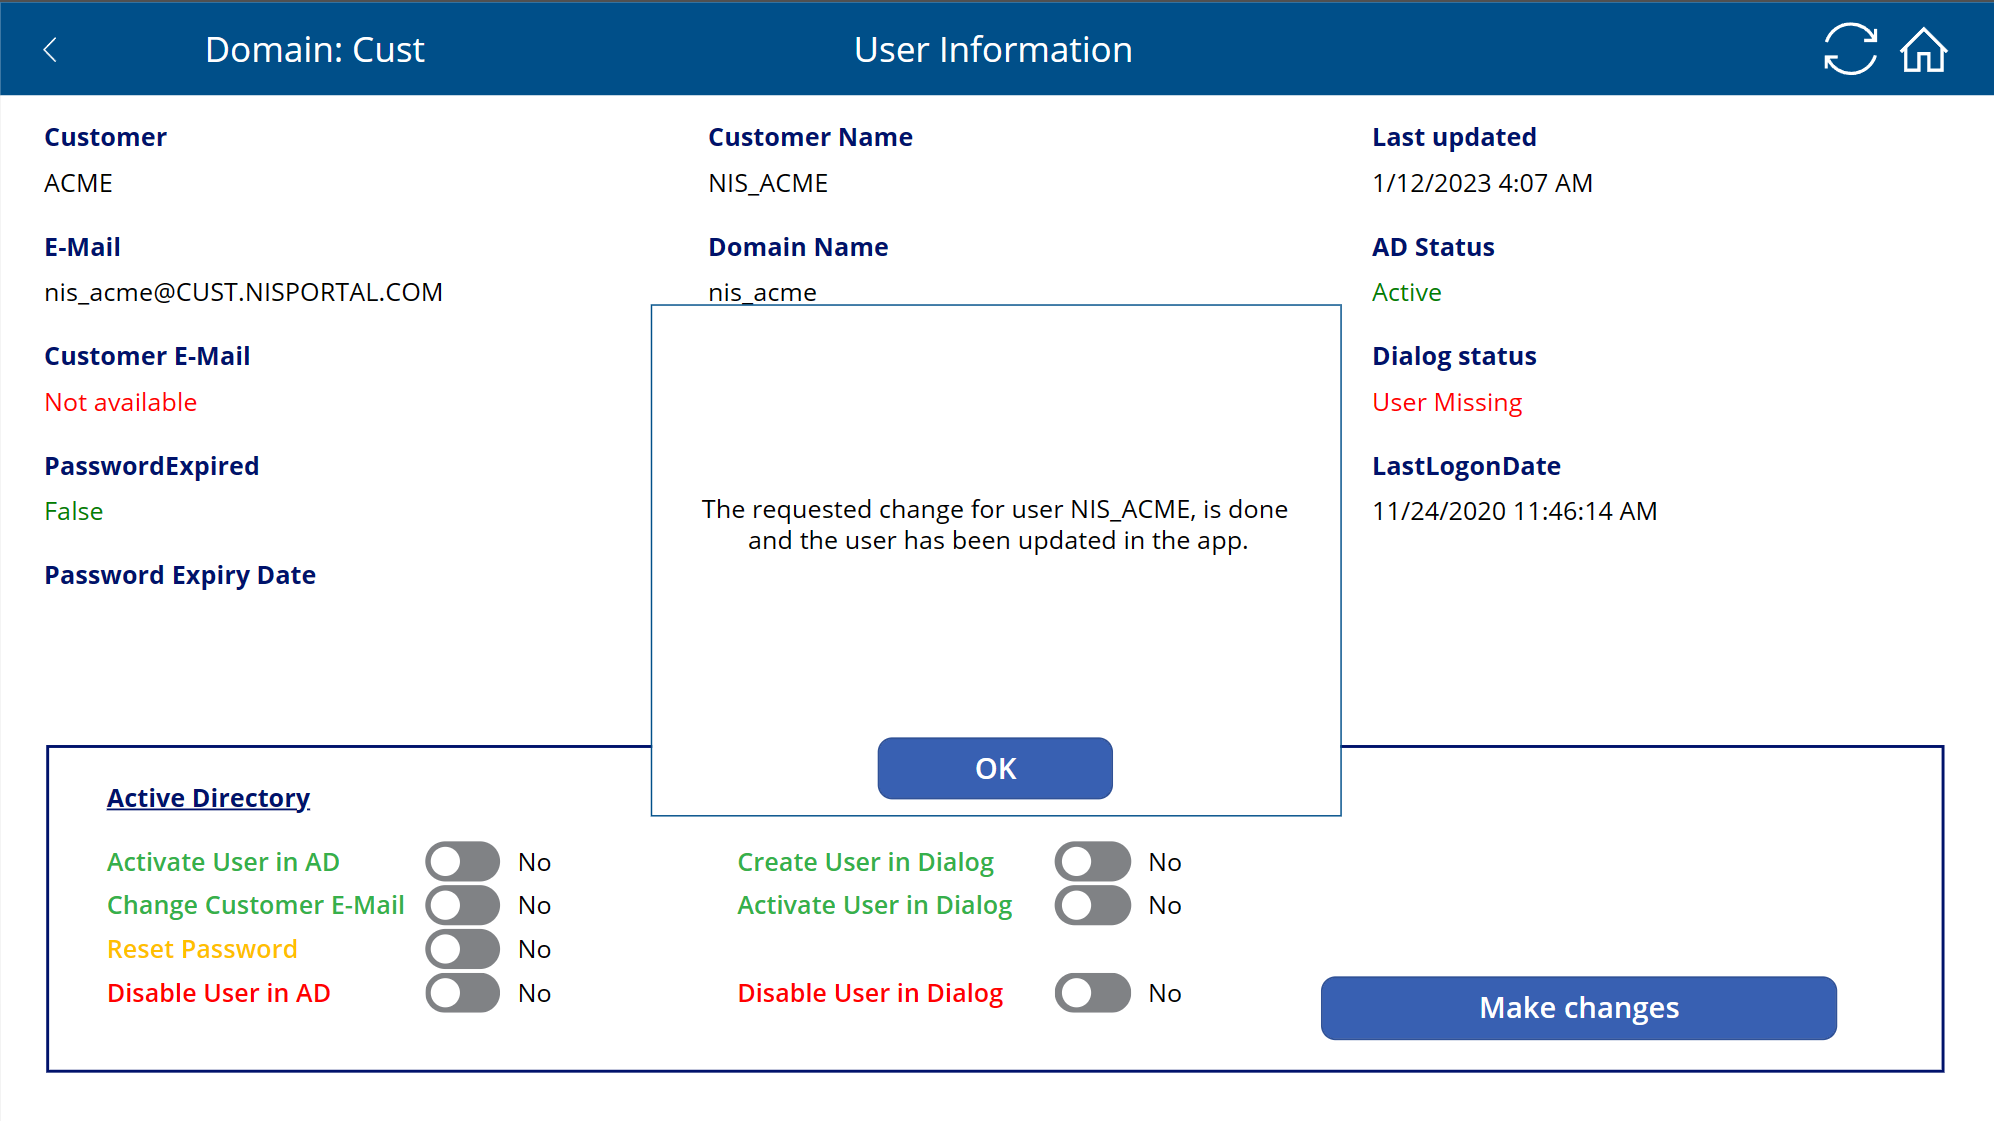 Domain: Cust
User Information
Customer
Customer Name
Last updated
ACME
NIS_ACME
1/12/2023 4:07 AM
E-Mail
Domain Name
AD Status
nis_acme@CUST.NISPORTAL.COM
nis_acme
Active
Customer E-Mail
Dialog status
Not available
User Missing
PasswordExpired
LastLogonDate
False
11/24/2020 11:46:14 AM
The requested change for user NIS_ACME, is done
and the user has been updated in the app.
Password Expiry Date
OK
Active Directory
Activate User in AD
No
Create User in Dialog
No
Change Customer E-Mail
No
Activate User in Dialog
No
Reset Password
No
Disable User in AD
No
Disable User in Dialog
No
Make changes